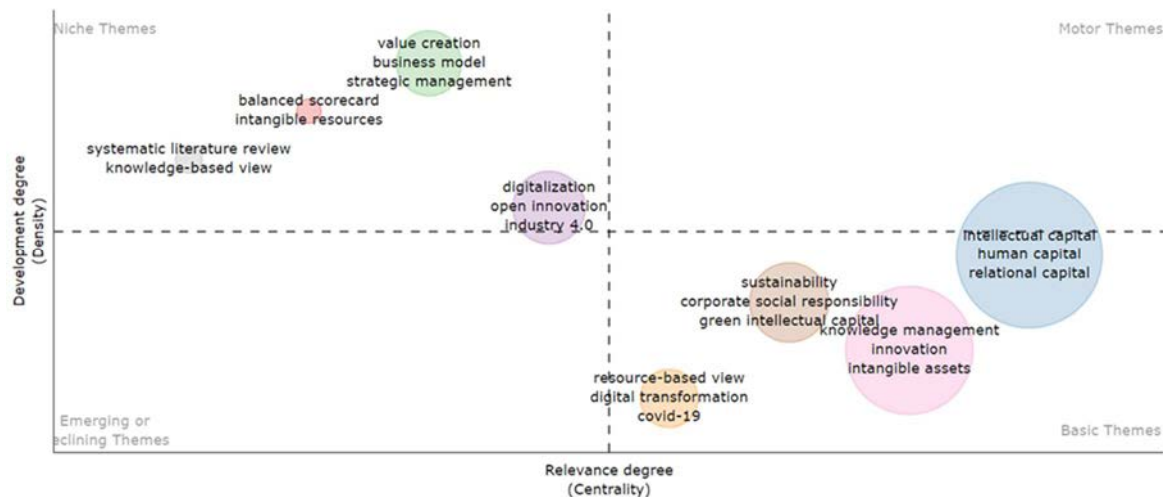 Niche Themes
Motor Themes
value creation
business model
strategic management
balanced scorecard
intangible resources
systematic literature review
knowledge-based view
digitalization
open innovation
industry 4.0
intellectual capital
human capital
relational capital
sustainability
corporate social responsibility
green intellectual capital
knowledge management
innovation
intangible assets
resource-based view
digital transformation
covid-19
Emerging or
eclining Themes
Basic Themes
Development degree
(Density)
Relevance degree
(Centrality)